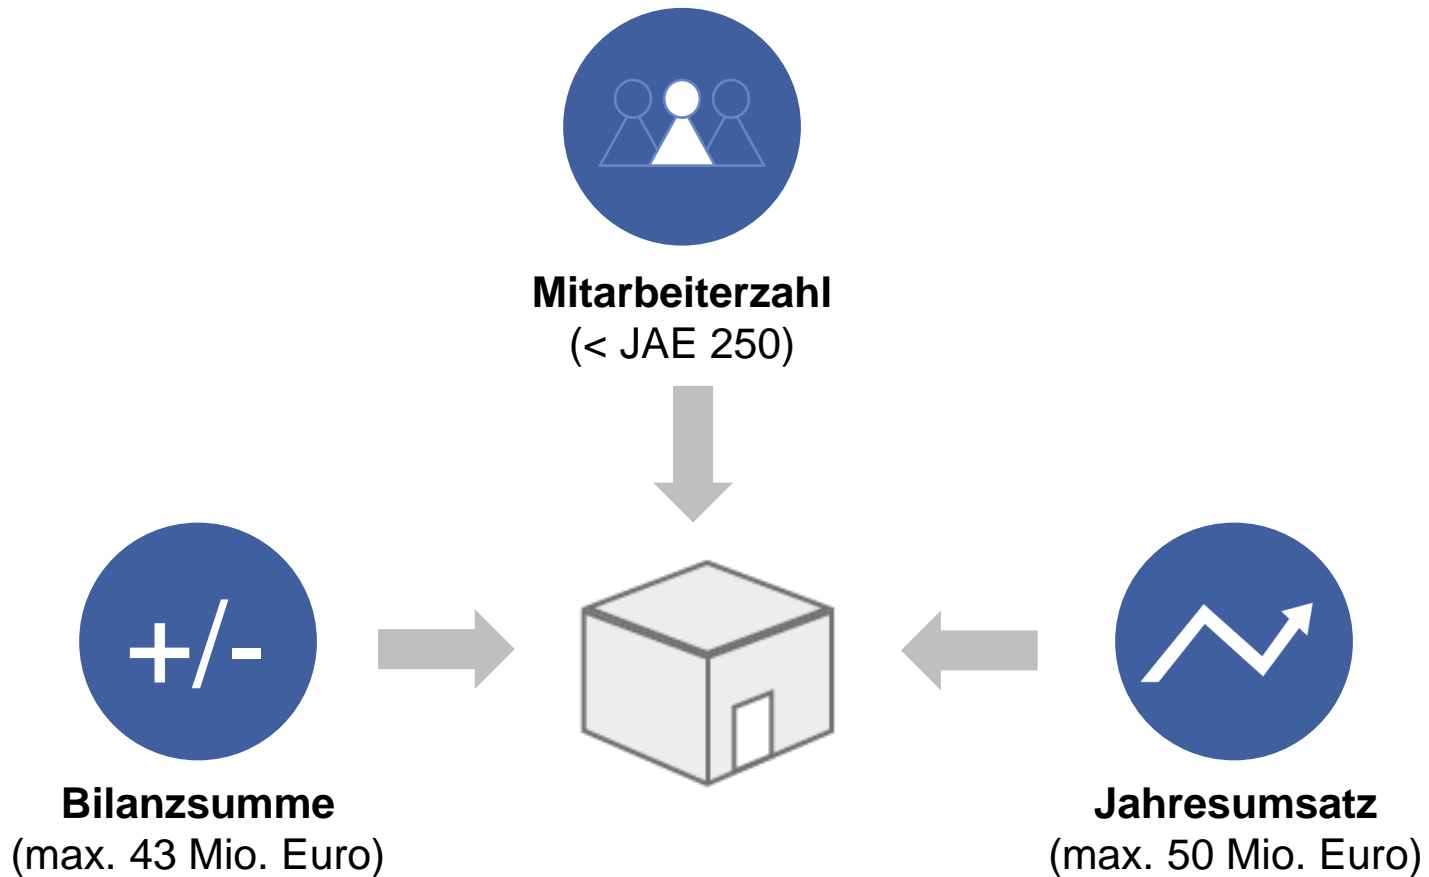 Mitarbeiterzahl
(< JAE 250)
+/-
Bilanzsumme
(max. 43 Mio. Euro)
Jahresumsatz
(max. 50 Mio. Euro)